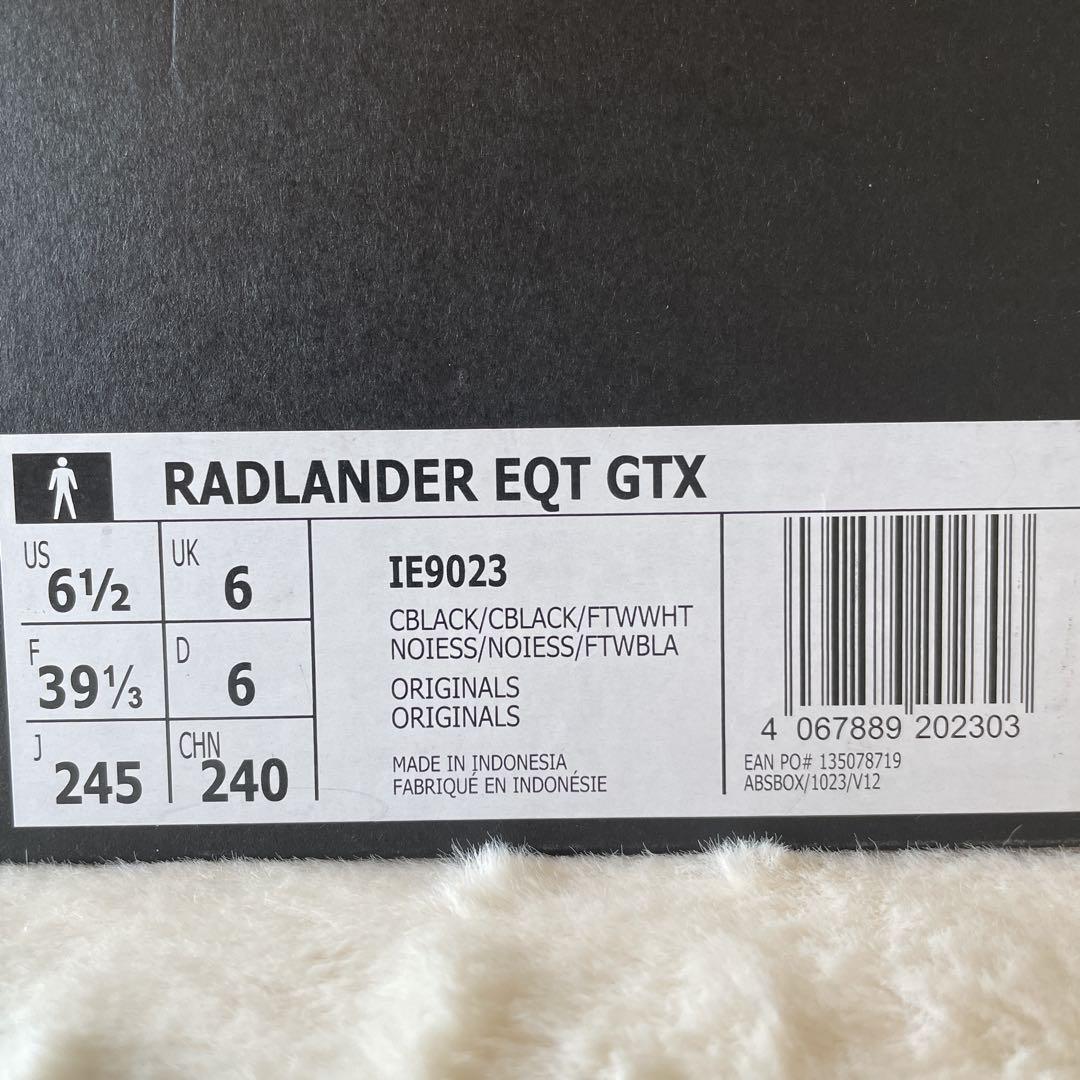 RADLANDER EQT GTX
US 6½ UK 6
F 39⅓ D 6
J 245 CHN 240
IE9023
CBLACK/CBLACK/FTWWHT
NOIESS/NOIESS/FTWBLA
ORIGINALS
ORIGINALS
MADE IN INDONESIA
FABRIQUÉ EN INDONÉSIE
4 067889 202303
EAN PO# 135078719
ABSBOX/1023/V12